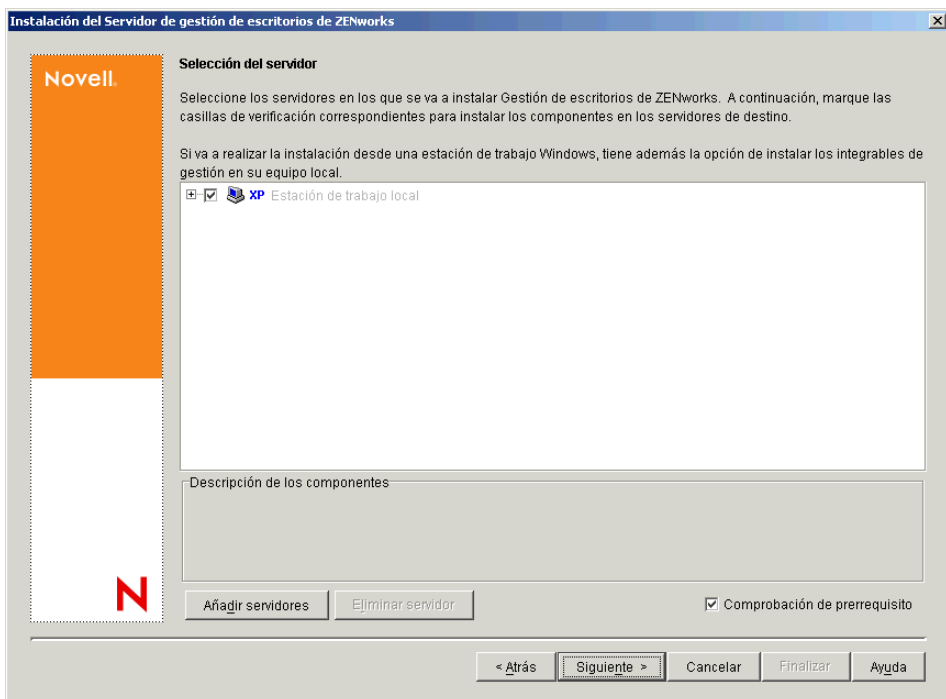 Instalación del Servidor de gestión de escritorios de ZENworks
Novell.
Selección del servidor
Seleccione los servidores en los que se va a instalar Gestión de escritorios de ZENworks. A continuación, marque las
casillas de verificación correspondientes para instalar los componentes en los servidores de destino.
Si va a realizar la instalación desde una estación de trabajo Windows, tiene además la opción de instalar los integrables de
gestión en su equipo local.
XP Estación de trabajo local
Descripción de los componentes
N
Añadir servidores
Eliminar servidor
Comprobación de prerrequisito
< Atrás
Siguiente >
Cancelar
Finalizar
Ayuda